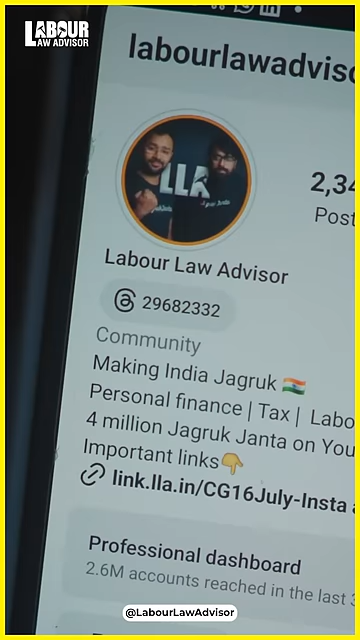 LABOUR
LAW ADVISOR
labourlawadviso
LLA
2,34
Post
Labour Law Advisor
29682332
Community
Making India Jagruk 🇮🇳
Personal finance | Tax | Labo
4 million Jagruk Janta on You
Important links👇
link.lla.in/CG16July-Insta a
Professional dashboard
2.6M accounts reached in the last 3
@LabourLawAdvisor